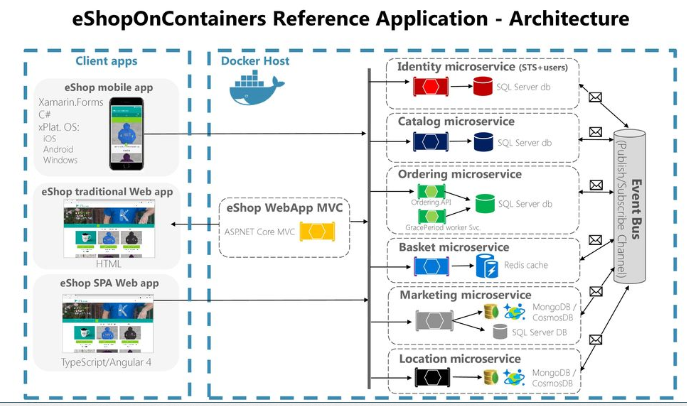 eShopOnContainers Reference Application - Architecture
Client apps
eShop mobile app
Xamarin.Forms
C#
xPlat. OS:
iOS
Android
Windows
eShop traditional Web app
HTML
eShop SPA Web app
TypeScript/Angular 4
Docker Host
eShop WebApp MVC
ASP.NET Core MVC
Identity microservice (STS+users)
SQL Server db
Catalog microservice
SQL Server db
Ordering microservice
Ordering API
SQL Server db
GracePeriod worker Svc.
Basket microservice
Redis cache
Marketing microservice
MongoDB /
CosmosDB
SQL Server DB
Location microservice
MongoDB /
CosmosDB
Event Bus
(Publish/Subscribe Channel)